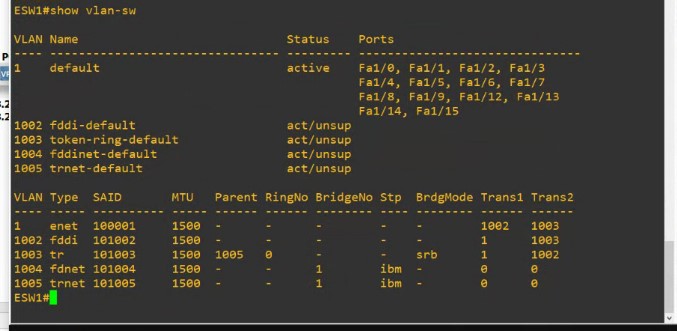 ESW1#show vlan-sw
VLAN Name                             Status    Ports
---- -------------------------------- --------- -------------------------------
1    default                          active    Fa1/0, Fa1/1, Fa1/2, Fa1/3
                                                Fa1/4, Fa1/5, Fa1/6, Fa1/7
                                                Fa1/8, Fa1/9, Fa1/12, Fa1/13
                                                Fa1/14, Fa1/15
1002 fddi-default                     act/unsup
1003 token-ring-default               act/unsup
1004 fddinet-default                  act/unsup
1005 trnet-default                    act/unsup
VLAN Type  SAID       MTU   Parent RingNo BridgeNo Stp  BrdgMode Trans1 Trans2
---- ----- ---------- ----- ------ ------ -------- ---- -------- ------ ------
1    enet  100001     1500  -      -      -        -    -        1002   1003
1002 fddi  101002     1500  -      -      -        -    -        1      1003
1003 tr    101003     1500  1005   0      -        -    srb      1      1002
1004 fdnet 101004     1500  -      -      1        ibm  -        0      0
1005 trnet 101005     1500  -      -      1        ibm  -        0      0
ESW1#